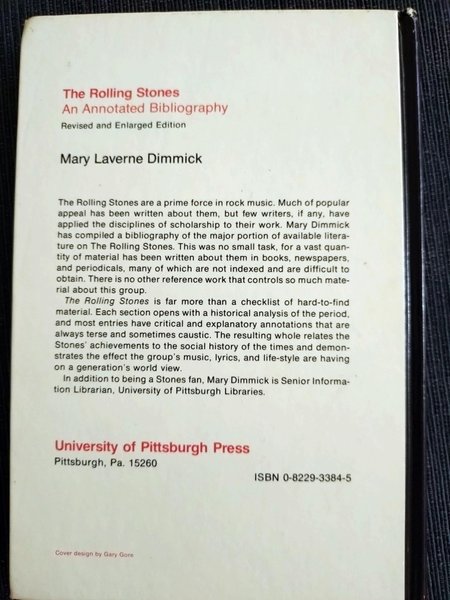 The Rolling Stones
An Annotated Bibliography
Revised and Enlarged Edition
Mary Laverne Dimmick
The Rolling Stones are a prime force in rock music. Much of popular
appeal has been written about them, but few writers, if any, have
applied the disciplines of scholarship to their work. Mary Dimmick
has compiled a bibliography of the major portion of available litera-
ture on The Rolling Stones. This was no small task, for a vast quan-
tity of material has been written about them in books, newspapers,
and periodicals, many of which are not indexed and are difficult to
obtain. There is no other reference work that controls so much mate-
rial about this group.
The Rolling Stones is far more than a checklist of hard-to-find
material. Each section opens with a historical analysis of the period,
and most entries have critical and explanatory annotations that are
always terse and sometimes caustic. The resulting whole relates the
Stones' achievements to the social history of the times and demon-
strates the effect the group's music, lyrics, and life-style are having
on a generation's world view.
In addition to being a Stones fan, Mary Dimmick is Senior Informa-
tion Librarian, University of Pittsburgh Libraries.
University of Pittsburgh Press
Pittsburgh, Pa. 15260
ISBN 0-8229-3384-5
Cover design by Gary Gore